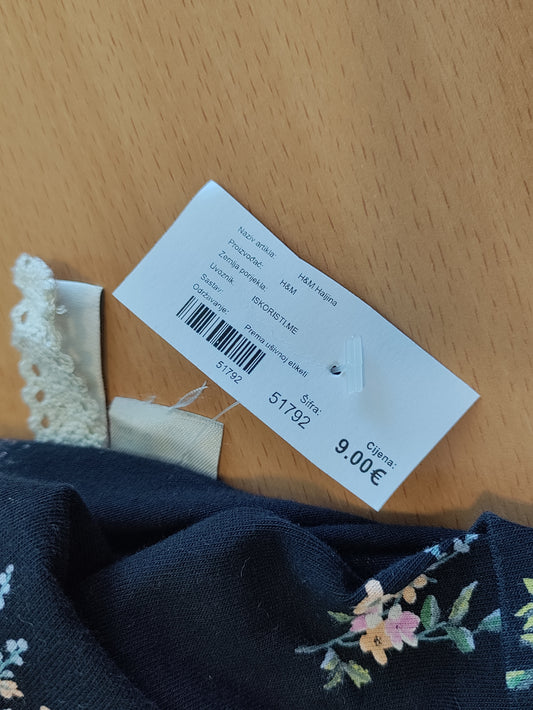 Naziv artikla: H&M Haljina
Proizvođač: H&M
Zemlja porijekla:
Uvoznik ISKORISTI.ME
Sastav:
Održavanje: Prema ušivnoj etiketi
51792
Šifra:
51792
Cijena:
9.00€